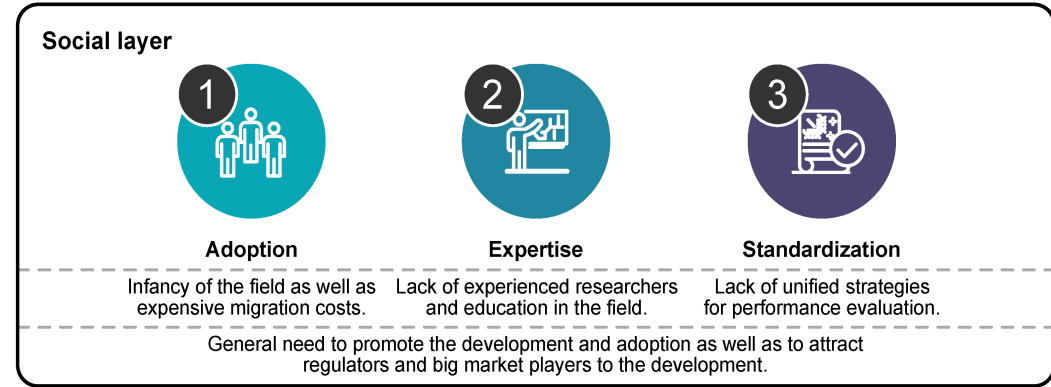 Social layer
1
2
3
Adoption
Expertise
Standardization
Infancy of the field as well as
expensive migration costs.
Lack of experienced researchers
and education in the field.
Lack of unified strategies
for performance evaluation.
General need to promote the development and adoption as well as to attract
regulators and big market players to the development.